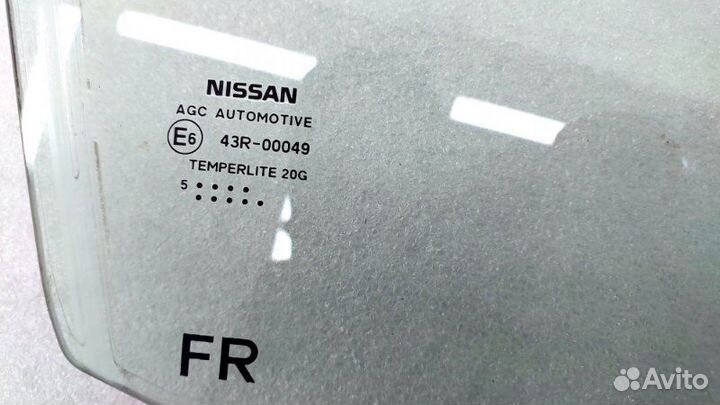 NISSAN
AGC AUTOMOTIVE
E6 43R-00049
TEMPERLITE 20G
5 ••••
•••••
FR
Avito